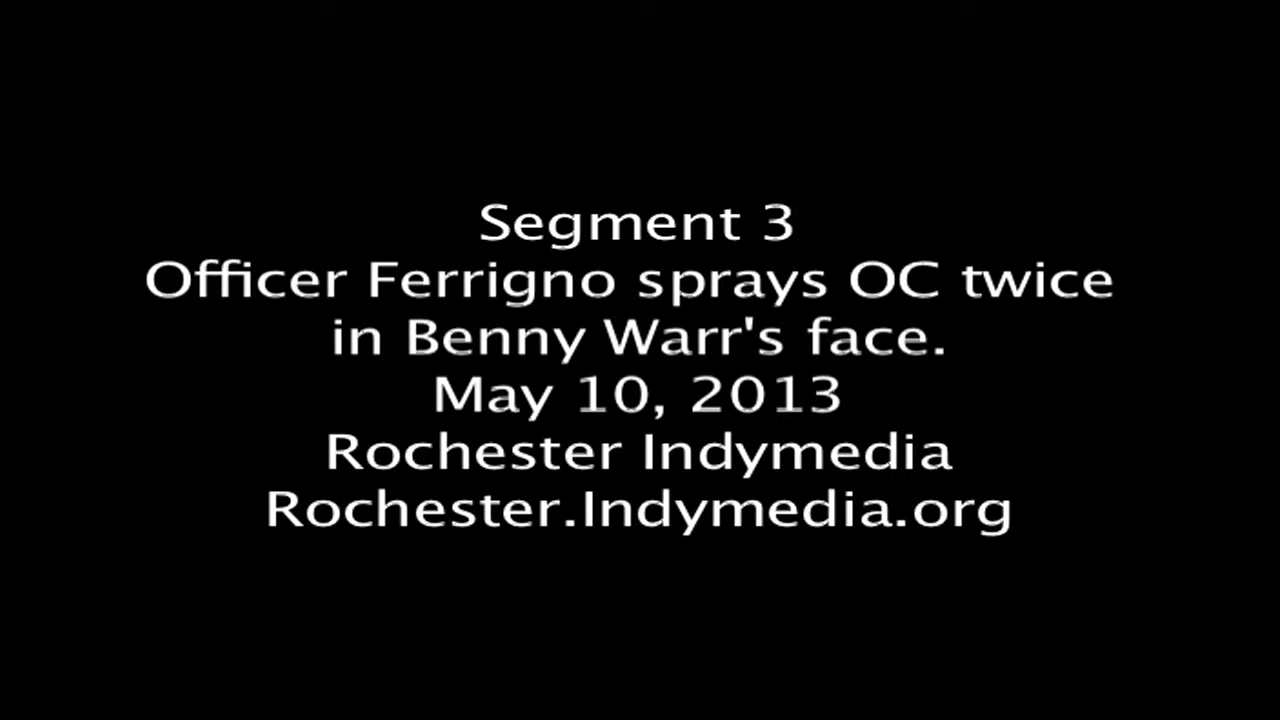 Segment 3
Officer Ferrigno sprays OC twice
in Benny Warr's face.
May 10, 2013
Rochester Indymedia
Rochester.Indymedia.org